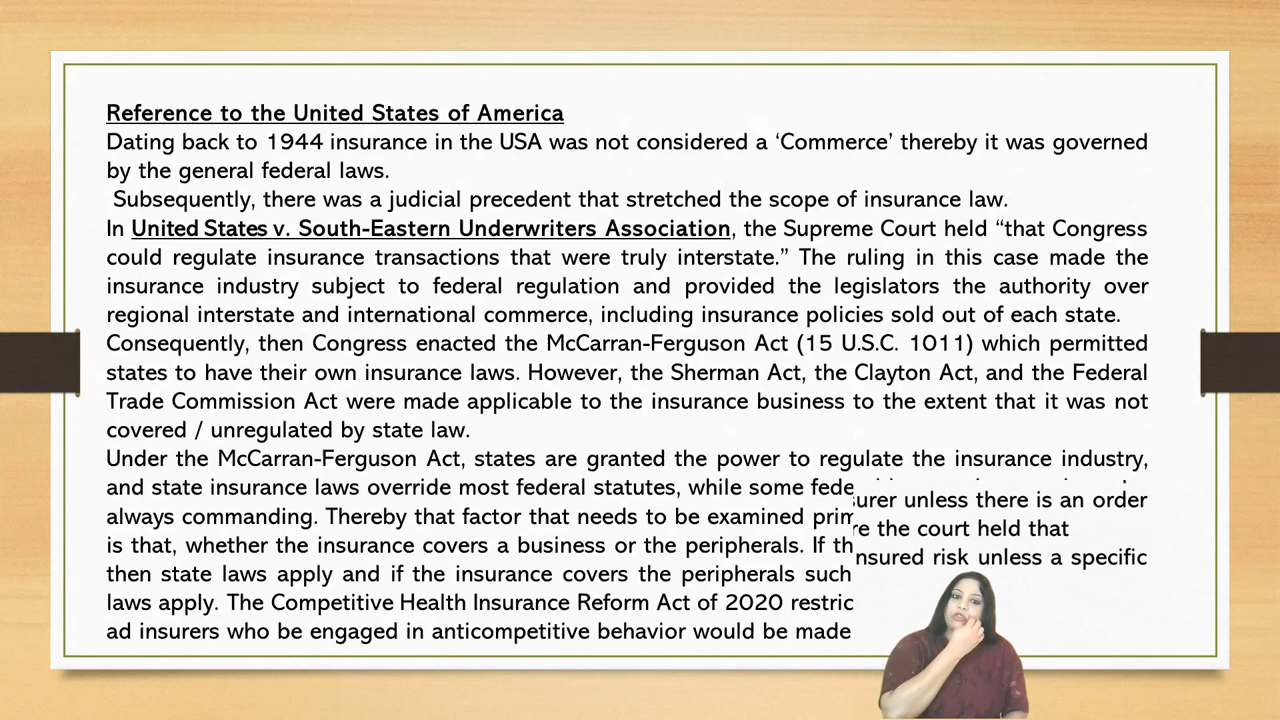 Reference to the United States of America
Dating back to 1944 insurance in the USA was not considered a ‘Commerce’ thereby it was governed
by the general federal laws.
Subsequently, there was a judicial precedent that stretched the scope of insurance law.
In United States v. South-Eastern Underwriters Association, the Supreme Court held “that Congress
could regulate insurance transactions that were truly interstate.” The ruling in this case made the
insurance industry subject to federal regulation and provided the legislators the authority over
regional interstate and international commerce, including insurance policies sold out of each state.
Consequently, then Congress enacted the McCarran-Ferguson Act (15 U.S.C. 1011) which permitted
states to have their own insurance laws. However, the Sherman Act, the Clayton Act, and the Federal
Trade Commission Act were made applicable to the insurance business to the extent that it was not
covered / unregulated by state law.
Under the McCarran-Ferguson Act, states are granted the power to regulate the insurance industry,
and state insurance laws override most federal statutes, while some fede
surer unless there is an order
always commanding. Thereby that factor that needs to be examined prim
re the court held that
is that, whether the insurance covers a business or the peripherals. If th
nsured risk unless a specific
then state laws apply and if the insurance covers the peripherals such
laws apply. The Competitive Health Insurance Reform Act of 2020 restric
ad insurers who be engaged in anticompetitive behavior would be made